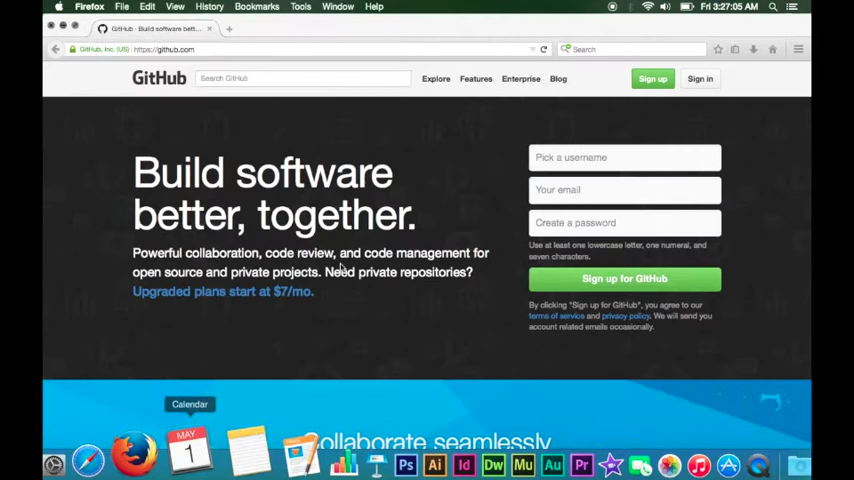 Firefox File Edit View History Bookmarks Tools Window Help Fri 3:27:05 AM
GitHub · Build software bett...
GitHub, Inc. (US) https://github.com Search
GitHub Search GitHub Explore Features Enterprise Blog Sign up Sign in
Build software
better, together.
Powerful collaboration, code review, and code management for
open source and private projects. Need private repositories?
Upgraded plans start at $7/mo.
Pick a username
Your email
Create a password
Use at least one lowercase letter, one numeral, and
seven characters.
Sign up for GitHub
By clicking "Sign up for GitHub", you agree to our
terms of service and privacy policy. We will send you
account related emails occasionally.
Calendar
Collaborate seamlessly
MAY
1
Ps Ai Id Dw Mu Au Pr